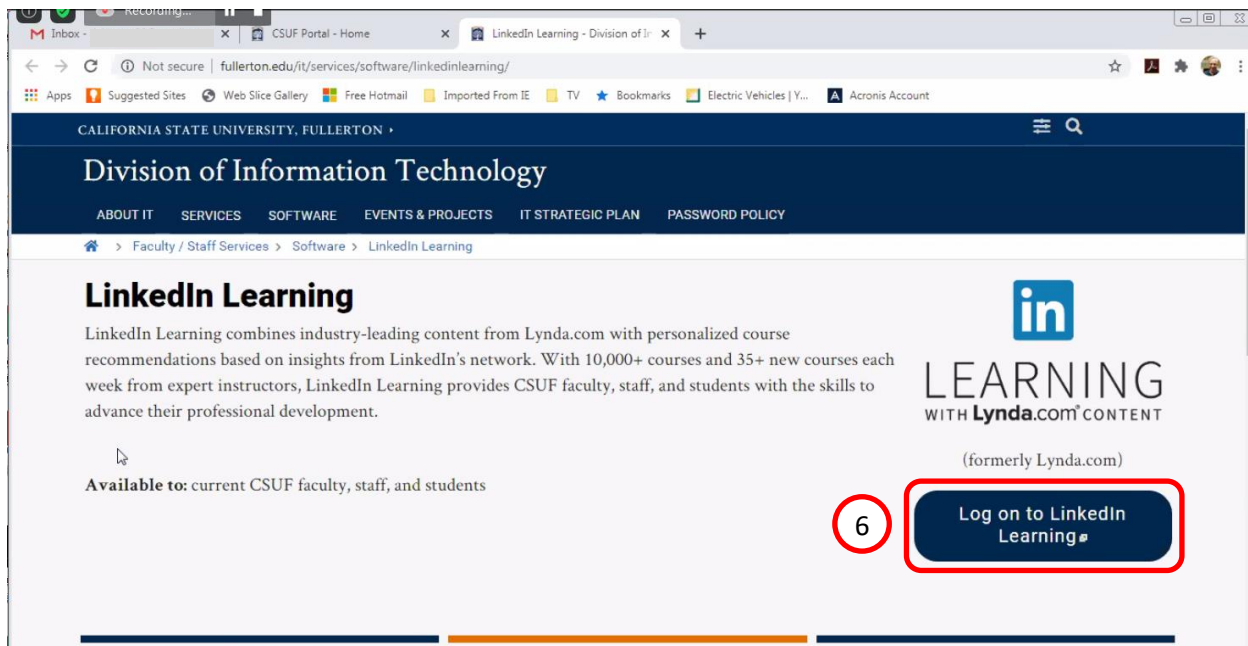 Recording...
Inbox -
CSUF Portal - Home
LinkedIn Learning - Division of In
Not secure | fullerton.edu/it/services/software/linkedinlearning/
Apps Suggested Sites Web Slice Gallery Free Hotmail Imported From IE TV Bookmarks Electric Vehicles | Y... Acronis Account
CALIFORNIA STATE UNIVERSITY, FULLERTON
Division of Information Technology
ABOUT IT SERVICES SOFTWARE EVENTS & PROJECTS IT STRATEGIC PLAN PASSWORD POLICY
> Faculty / Staff Services > Software > LinkedIn Learning
LinkedIn Learning
LinkedIn Learning combines industry-leading content from Lynda.com with personalized course
recommendations based on insights from LinkedIn's network. With 10,000+ courses and 35+ new courses each
week from expert instructors, LinkedIn Learning provides CSUF faculty, staff, and students with the skills to
advance their professional development.
Available to: current CSUF faculty, staff, and students
in
LEARNING
WITH Lynda.com® CONTENT
(formerly Lynda.com)
6
Log on to LinkedIn
Learning